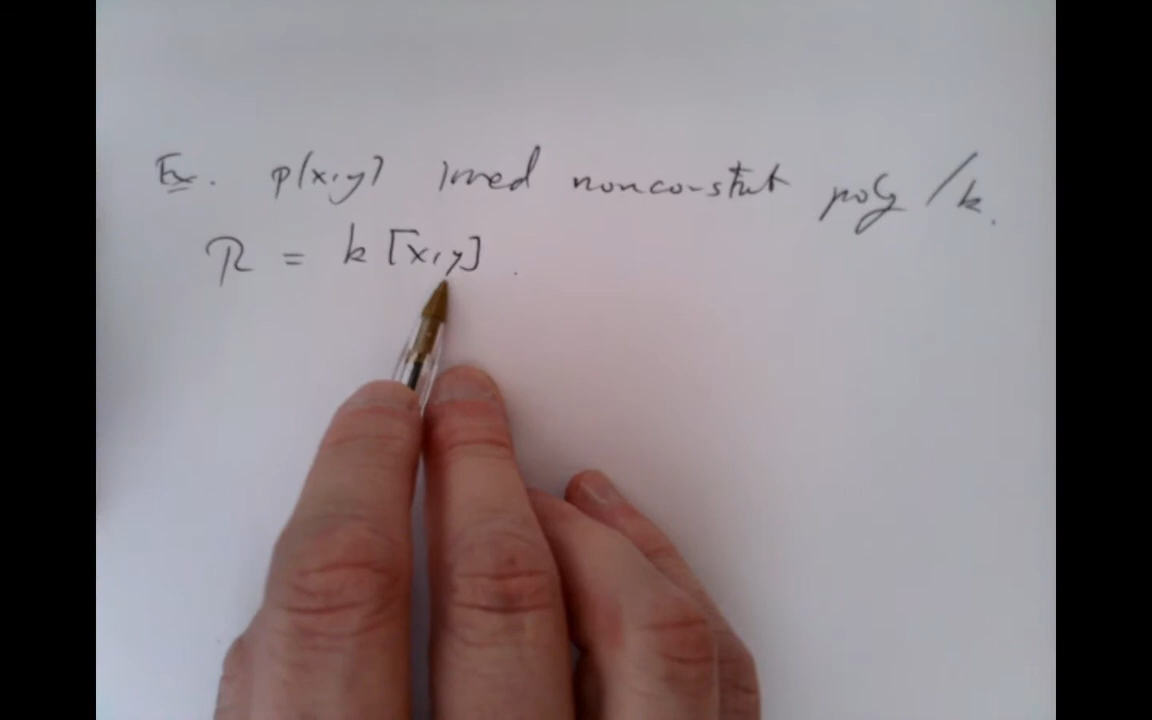 Ex. p(x,y) irred nonconstant poly /k.
R = k[x,y].